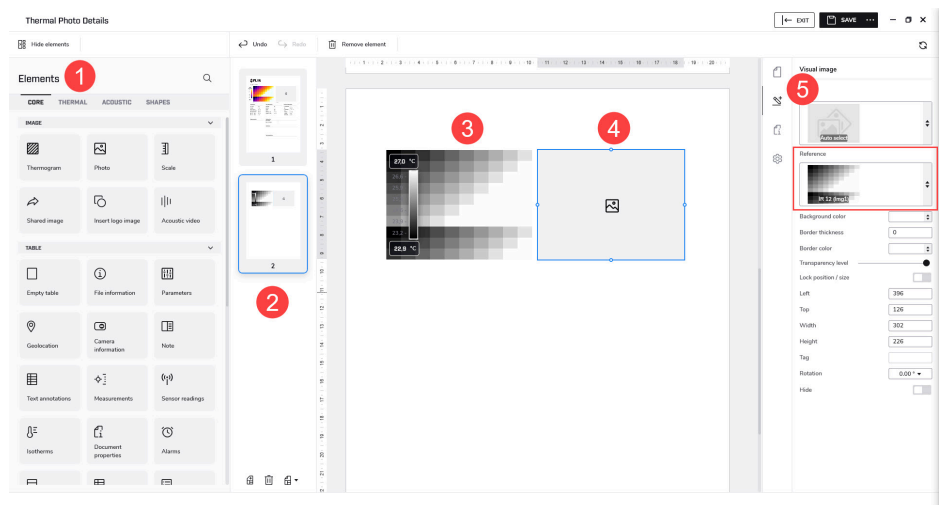 Thermal Photo Details
EXIT
SAVE
Hide elements
Undo
Redo
Remove element
Elements
1
CORE THERMAL ACOUSTIC SHAPES
IMAGE
Thermogram
Photo
Scale
Shared image
Insert logo image
Acoustic video
TABLE
Empty table
File information
Parameters
Geolocation
Camera information
Note
Text annotations
Measurements
Sensor readings
Isotherms
Document properties
Alarms
1
2
2
3
27,0 °C
23,2
22,9 °C
4
Visual image
5
Auto select
Reference
IR 12 (Img1)
Background color
Border thickness 0
Border color
Transparency level
Lock position / size
Left 396
Top 126
Width 302
Height 226
Tag
Rotation 0.00 °
Hide